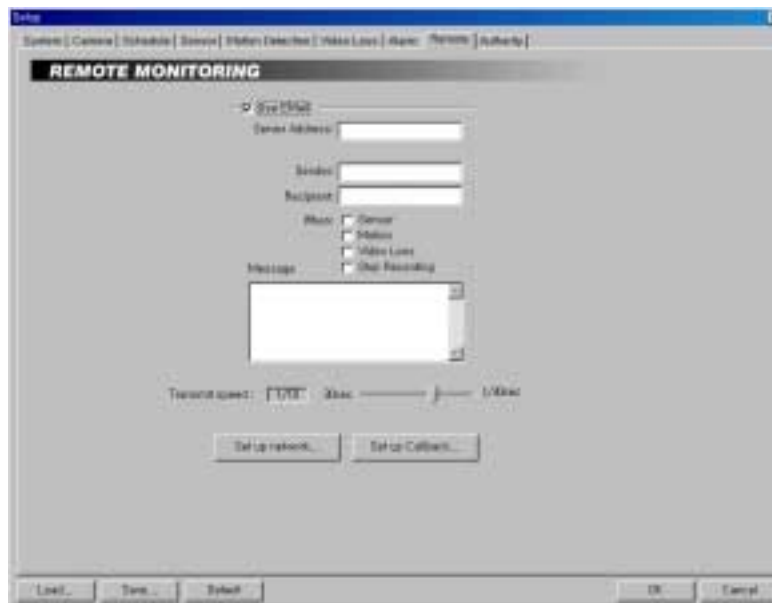 Setup
System Camera Schedule Sensor Motion Detection Video Loss Alarm Remote Authority
REMOTE MONITORING
Use EMail
Server Address
Sender
Recipient
When Sensor
Motion
Video Loss
Stop Recording
Message
Transmit speed :
Set up network...
Set up Callback...
Load... Save... Default OK Cancel